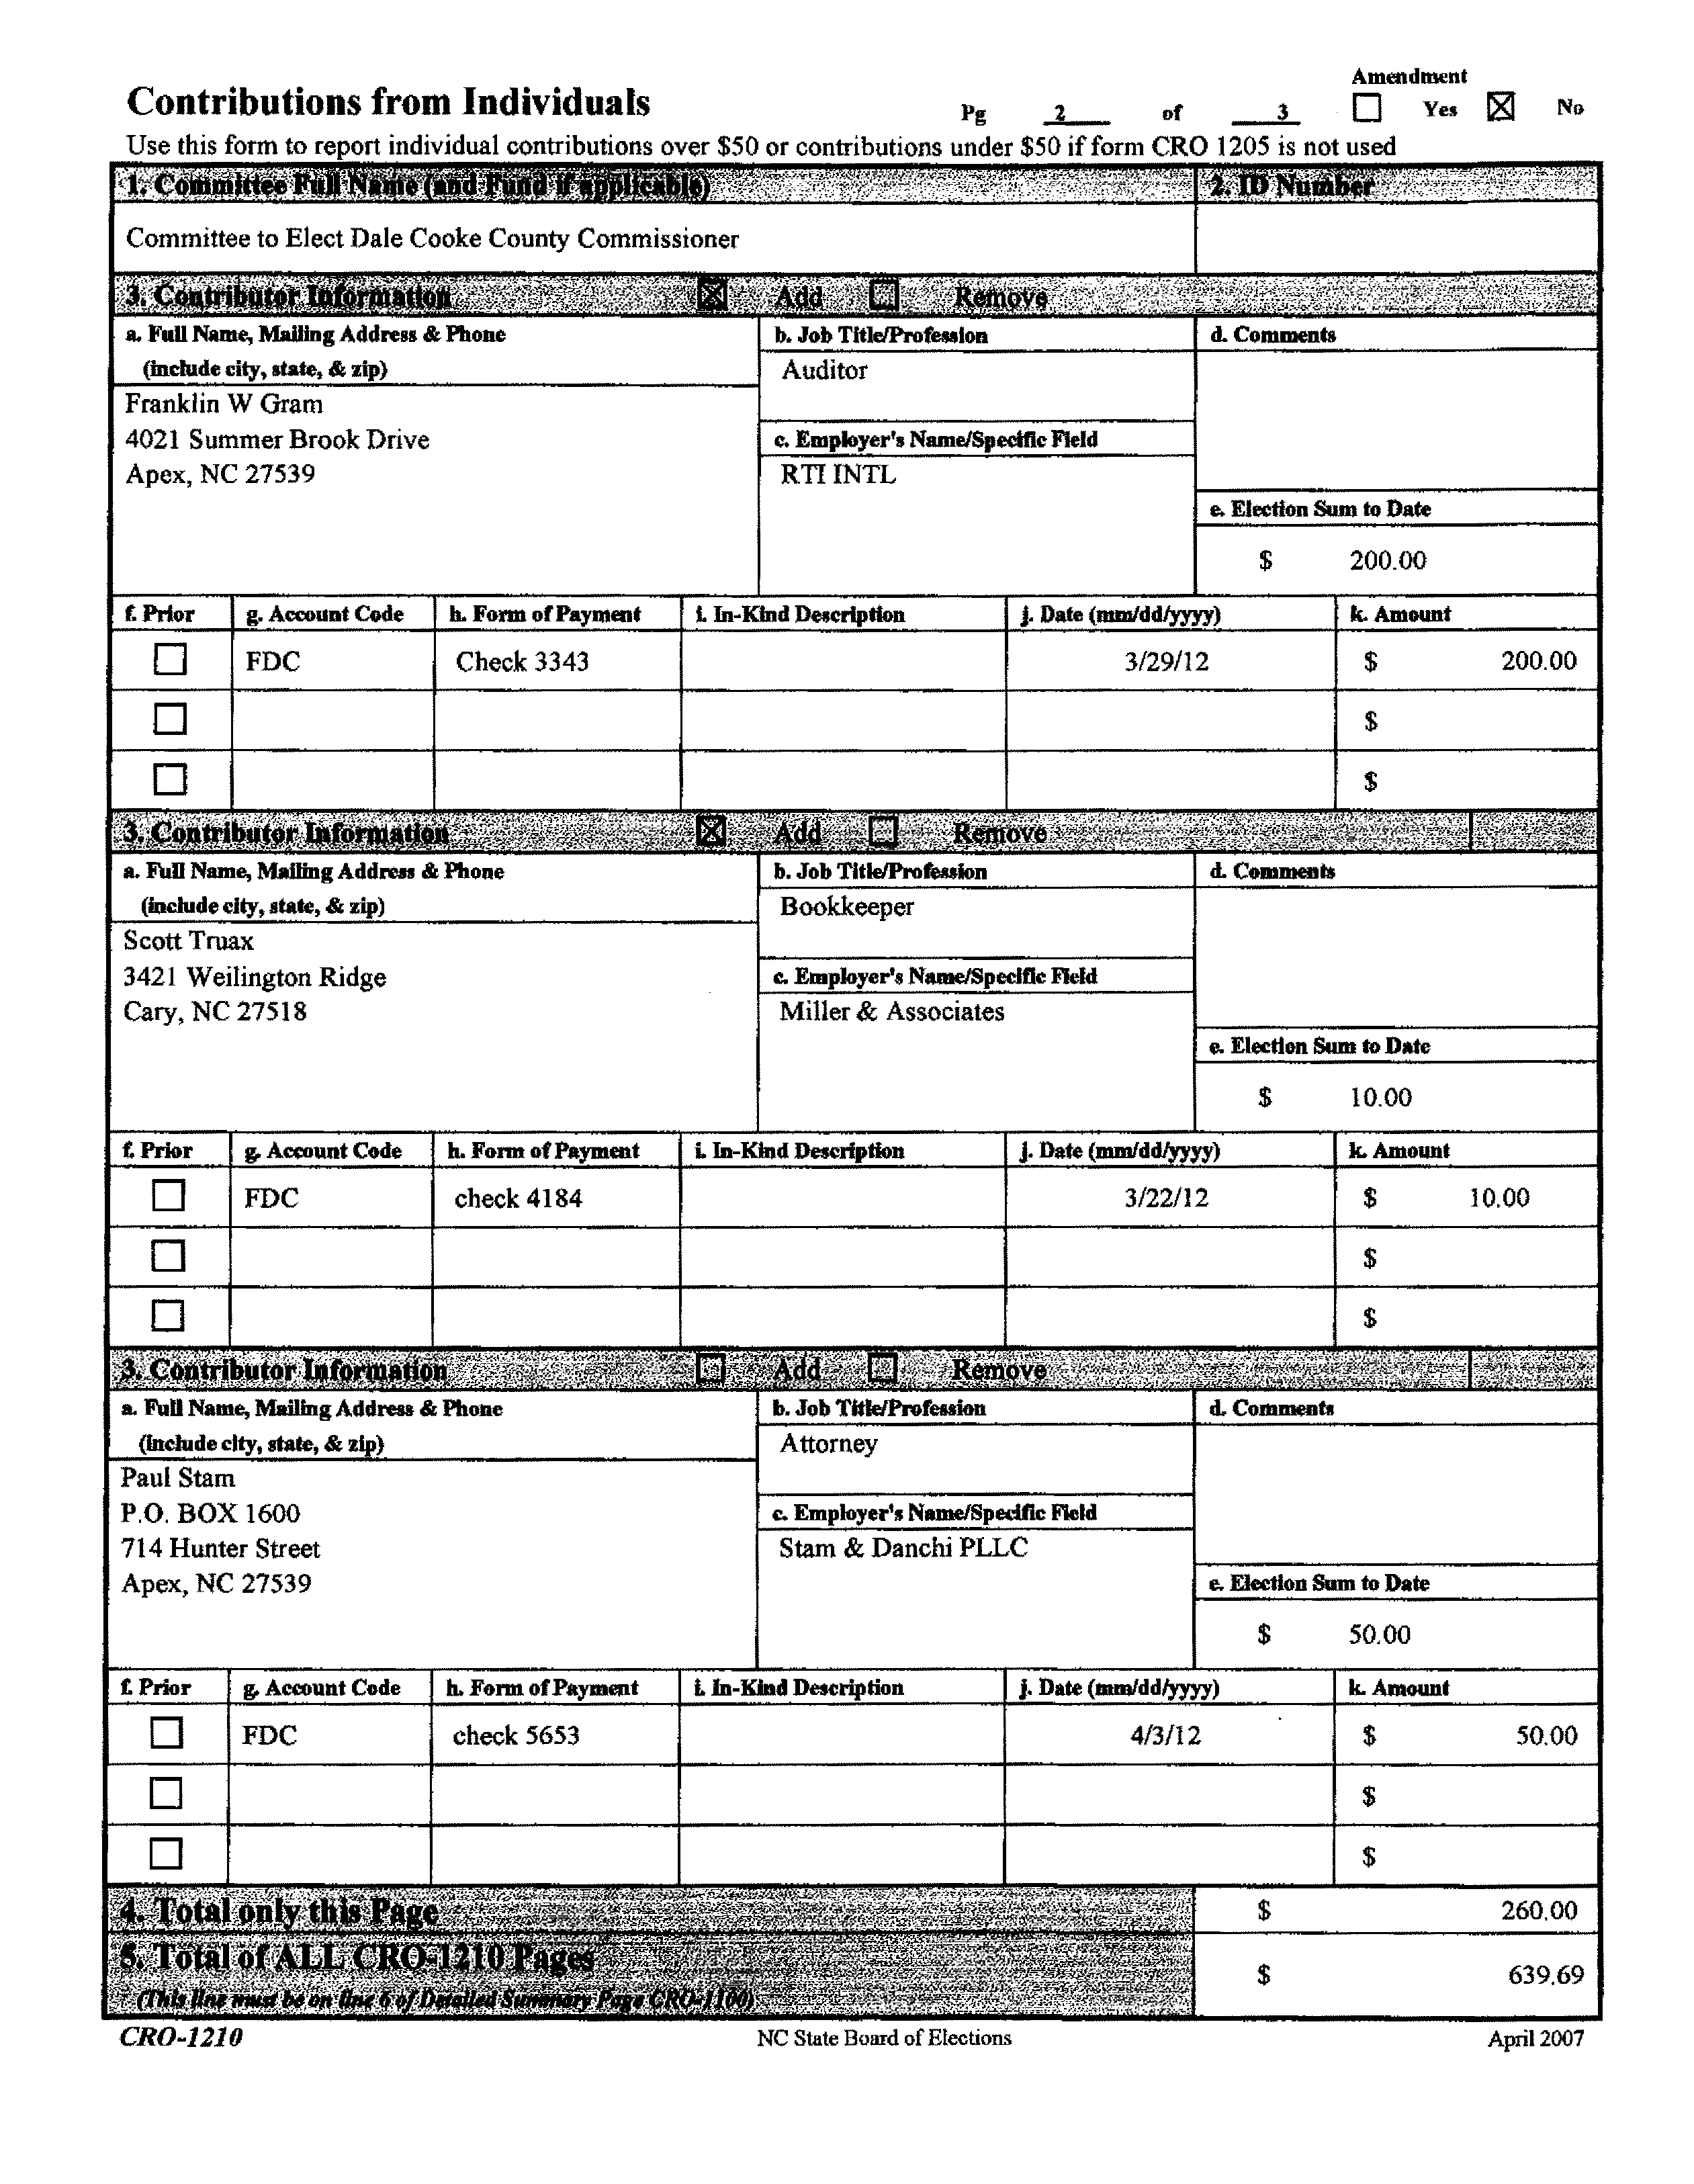 Amendment
Contributions from Individuals Pg 2 of 3 Yes No
Use this form to report individual contributions over $50 or contributions under $50 if form CRO 1205 is not used
1. Committee Full Name (and Fund if applicable) 2. ID Number
Committee to Elect Dale Cooke County Commissioner
3. Contributor Information Add Remove
a. Full Name, Mailing Address & Phone b. Job Title/Profession d. Comments
(include city, state, & zip) Auditor
Franklin W Gram
4021 Summer Brook Drive c. Employer's Name/Specific Field
Apex, NC 27539 RTI INTL
e. Election Sum to Date
$ 200.00
f. Prior g. Account Code h. Form of Payment i. In-Kind Description j. Date (mm/dd/yyyy) k. Amount
FDC Check 3343 3/29/12 $ 200.00
$
$
3. Contributor Information Add Remove
a. Full Name, Mailing Address & Phone b. Job Title/Profession d. Comments
(include city, state, & zip) Bookkeeper
Scott Truax
3421 Weilington Ridge c. Employer's Name/Specific Field
Cary, NC 27518 Miller & Associates
e. Election Sum to Date
$ 10.00
f. Prior g. Account Code h. Form of Payment i. In-Kind Description j. Date (mm/dd/yyyy) k. Amount
FDC check 4184 3/22/12 $ 10.00
$
$
3. Contributor Information Add Remove
a. Full Name, Mailing Address & Phone b. Job Title/Profession d. Comments
(include city, state, & zip) Attorney
Paul Stam
P.O. BOX 1600 c. Employer's Name/Specific Field
714 Hunter Street Stam & Danchi PLLC
Apex, NC 27539 e. Election Sum to Date
$ 50.00
f. Prior g. Account Code h. Form of Payment i. In-Kind Description j. Date (mm/dd/yyyy) k. Amount
FDC check 5653 4/3/12 $ 50.00
$
$
4. Total only this Page $ 260.00
5. Total of ALL CRO-1210 Pages $ 639.69
(This line must be on line 6 of Detailed Summary Page CRO-1100)
CRO-1210 NC State Board of Elections April 2007